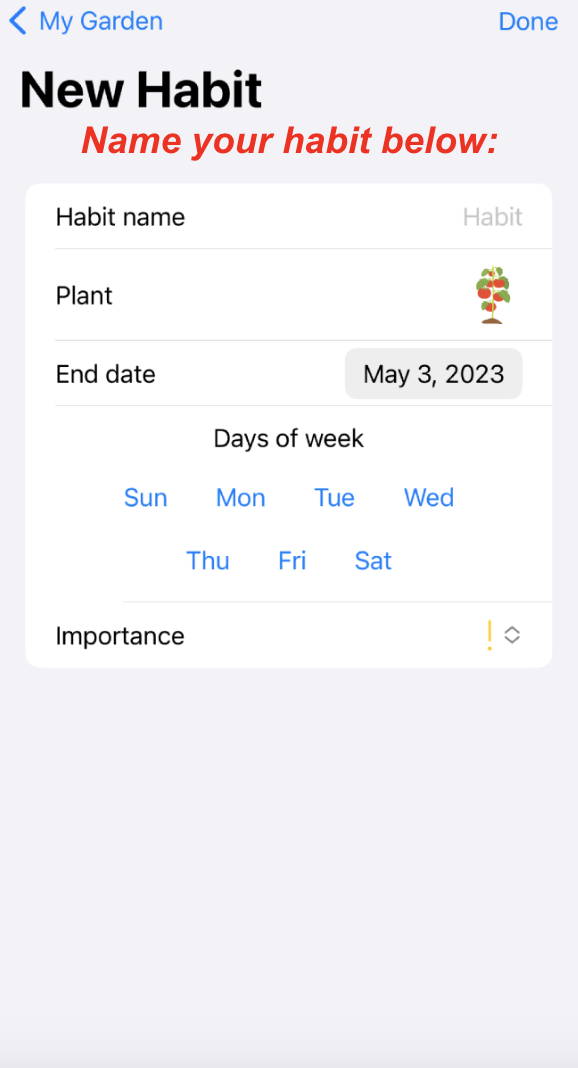 My Garden Done
New Habit
Name your habit below:
Habit name Habit
Plant
End date May 3, 2023
Days of week
Sun Mon Tue Wed
Thu Fri Sat
Importance !